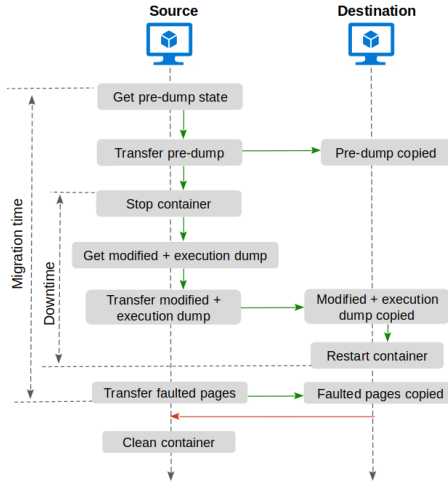 Source
Destination
Get pre-dump state
Transfer pre-dump
Pre-dump copied
Stop container
Get modified + execution dump
Transfer modified +
execution dump
Modified + execution
dump copied
Restart container
Transfer faulted pages
Faulted pages copied
Clean container
Migration time
Downtime